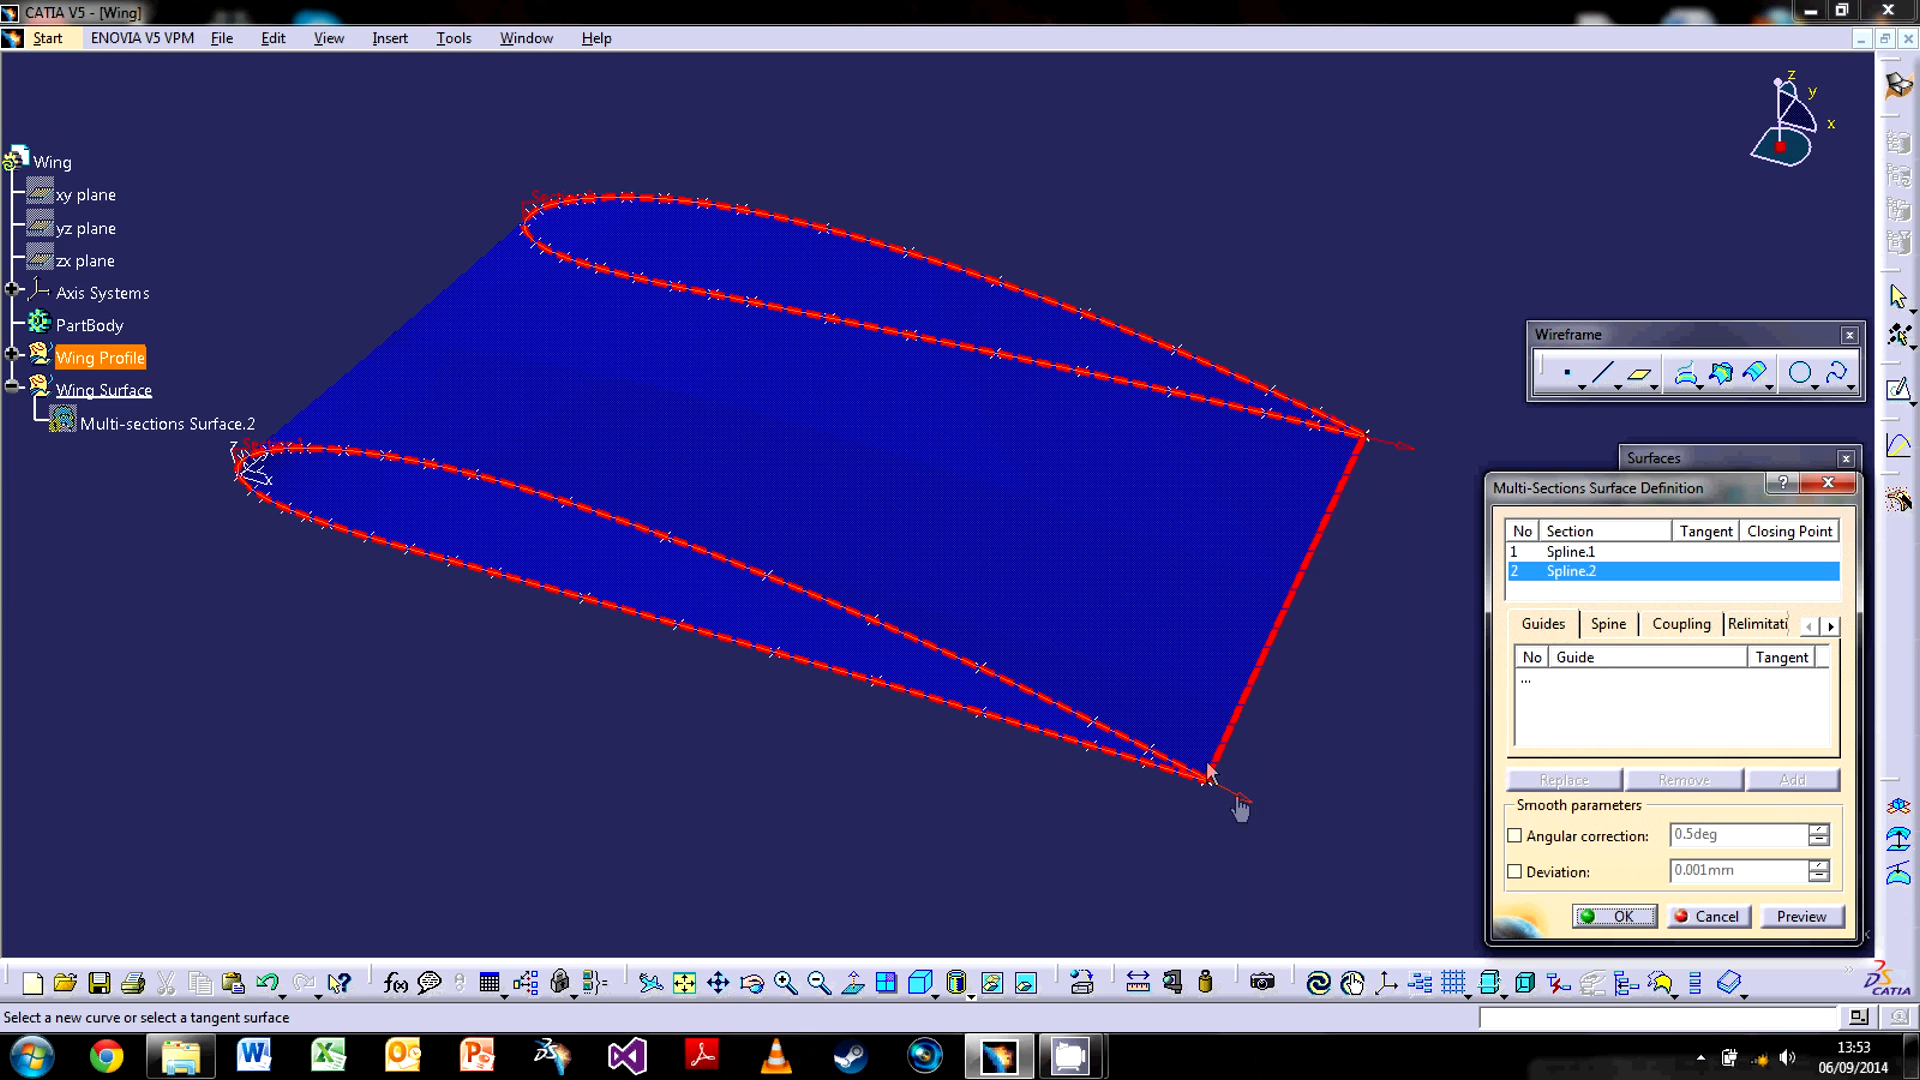 CATIA V5 - [Wing]
Start ENOVIA V5 VPM File Edit View Insert Tools Window Help
z
y
x
Wing
xy plane
yz plane
zx plane
Axis Systems
PartBody
Wing Profile
Wing Surface
Multi-sections Surface.2
Wireframe
Surfaces
Multi-Sections Surface Definition
No Section Tangent Closing Point
1 Spline.1
2 Spline.2
Guides Spine Coupling Relimitati
No Guide Tangent
...
Replace Remove Add
Smooth parameters
Angular correction: 0.5deg
Deviation: 0.001mm
OK Cancel Preview
z
x
f(x)
CATIA
Select a new curve or select a tangent surface
13:53
06/09/2014